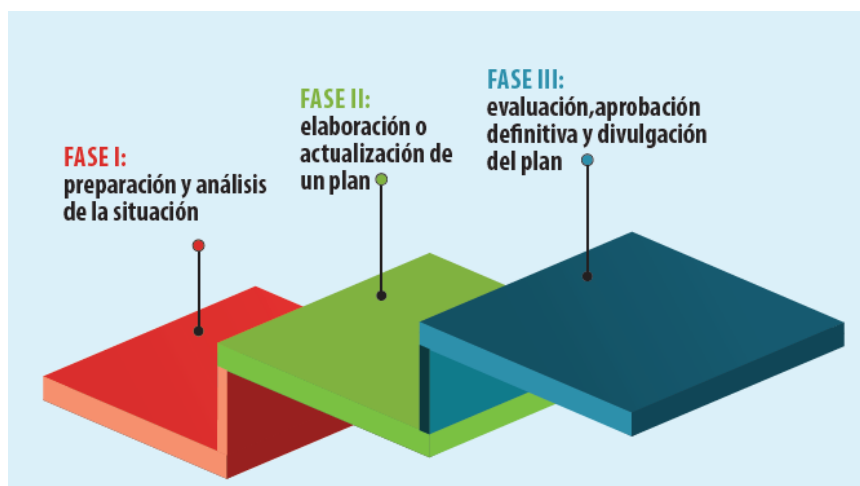 FASE I:
preparación y análisis
de la situación
FASE II:
elaboración o
actualización de
un plan
FASE III:
evaluación,aprobación
definitiva y divulgación
del plan